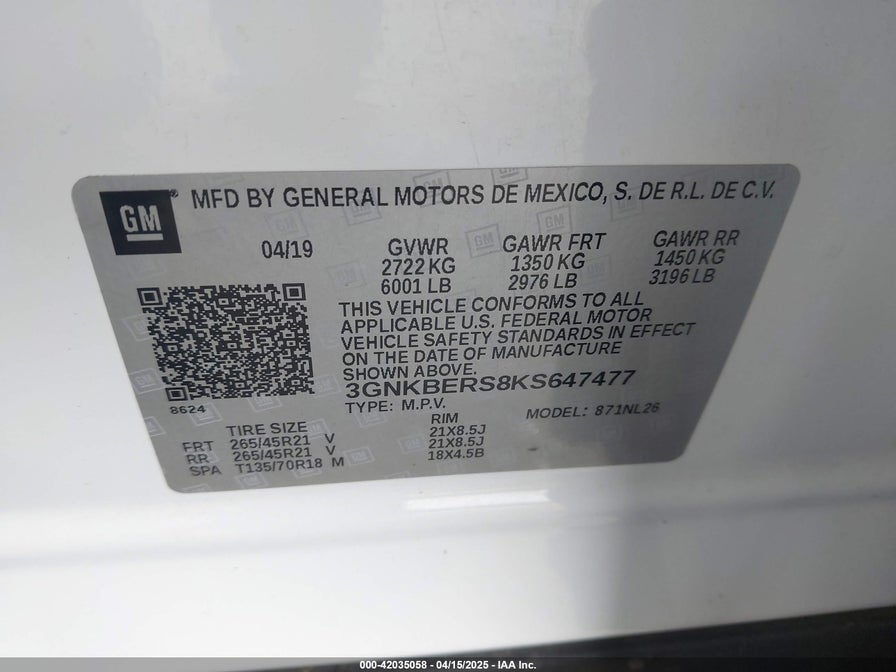 GM
MFD BY GENERAL MOTORS DE MEXICO, S. DE R.L. DE C.V.
04/19
GVWR
2722 KG
6001 LB
GAWR FRT
1350 KG
2976 LB
GAWR RR
1450 KG
3196 LB
THIS VEHICLE CONFORMS TO ALL
APPLICABLE U.S. FEDERAL MOTOR
VEHICLE SAFETY STANDARDS IN EFFECT
ON THE DATE OF MANUFACTURE
SHOWN ABOVE.
3GNKBERS8KS647477
8624
TYPE: M.P.V.
MODEL: 871NL26
TIRE SIZE
RIM
FRT 265/45R21 V 21X8.5J
RR 265/45R21 V 21X8.5J
SPA T135/70R18 M 18X4.5B
000-42035058 - 04/15/2025 - IAA Inc.